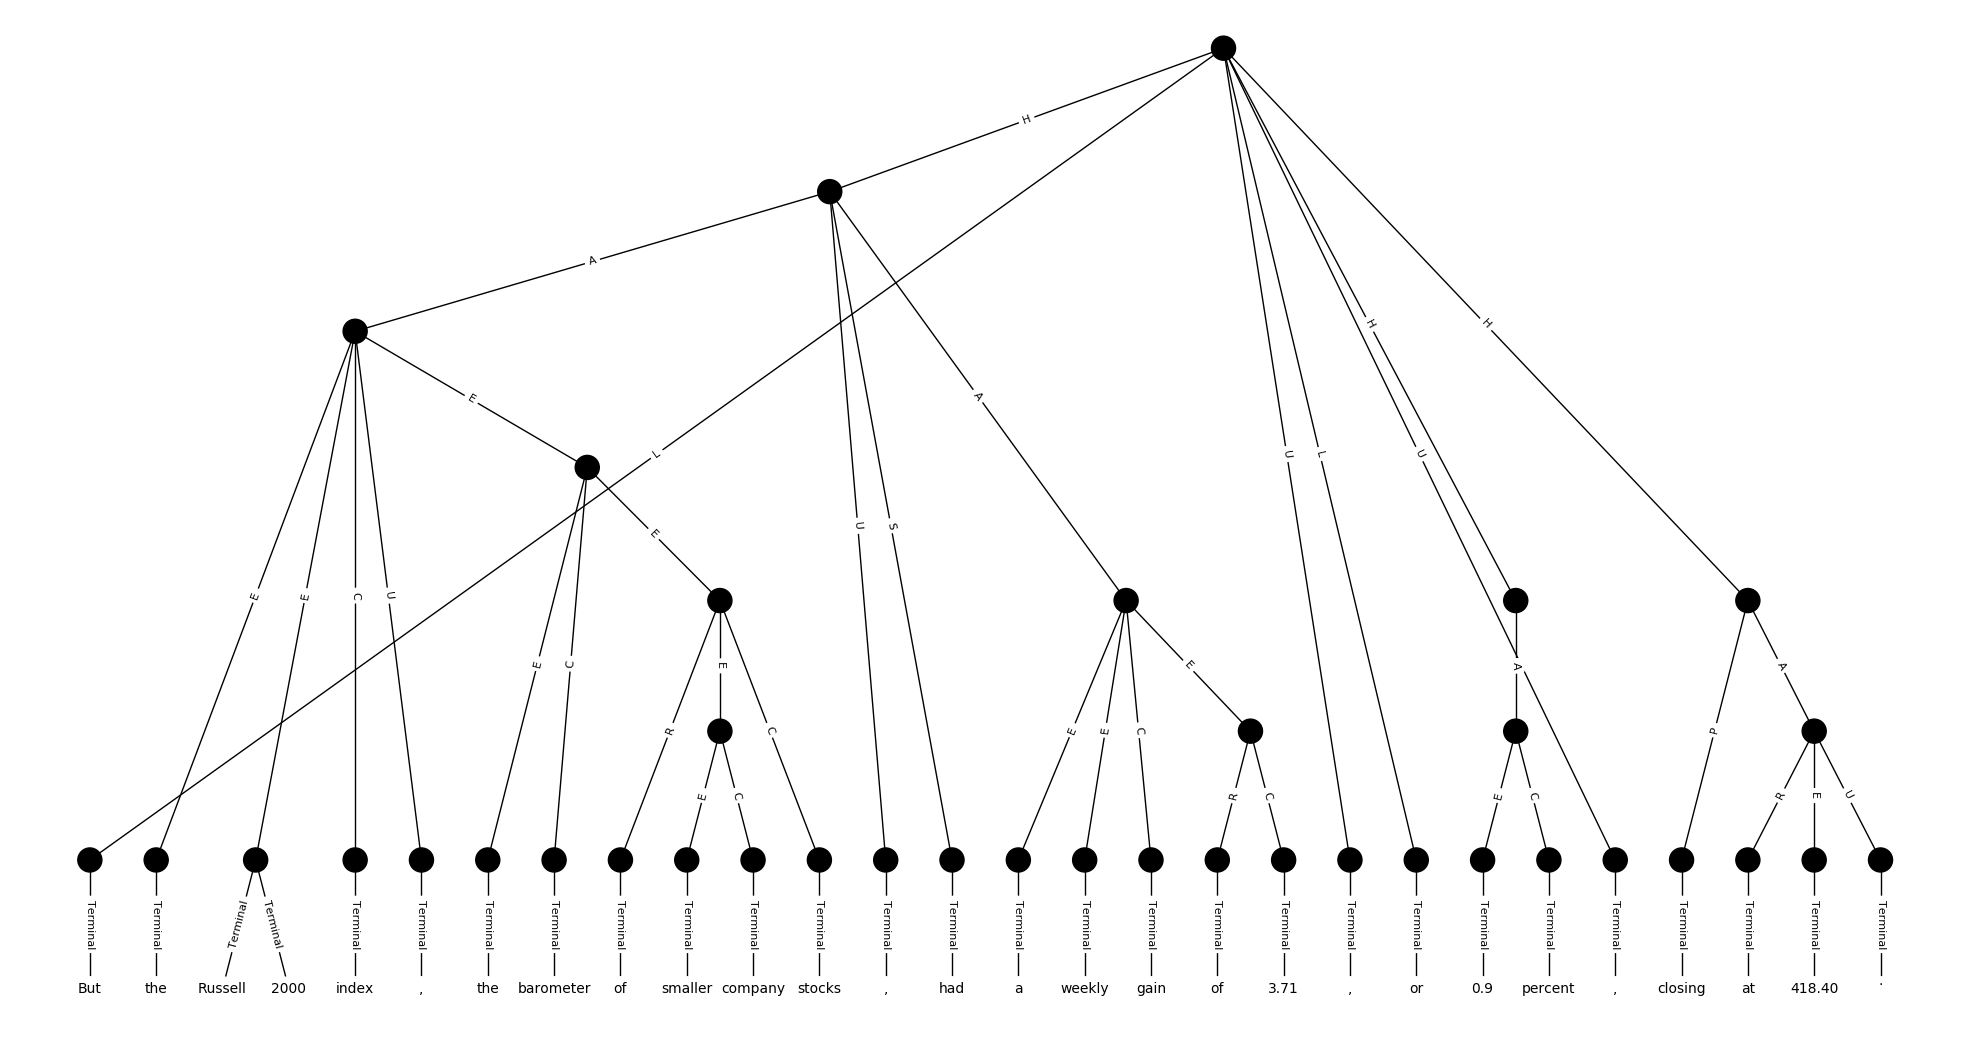 H
A
H
H
E
A
L
U
L
U
E
U
S
E
E
E
C
U
E
C
E
E
A
A
R
C
E
E
C
P
E
C
R
C
E
C
R
E
U
Terminal Terminal Terminal Terminal Terminal Terminal Terminal Terminal Terminal Terminal Terminal Terminal Terminal Terminal Terminal Terminal Terminal Terminal Terminal Terminal Terminal Terminal Terminal Terminal Terminal Terminal Terminal Terminal
But the Russell 2000 index , the barometer of smaller company stocks , had a weekly gain of 3.71 , or 0.9 percent , closing at 418.40 .